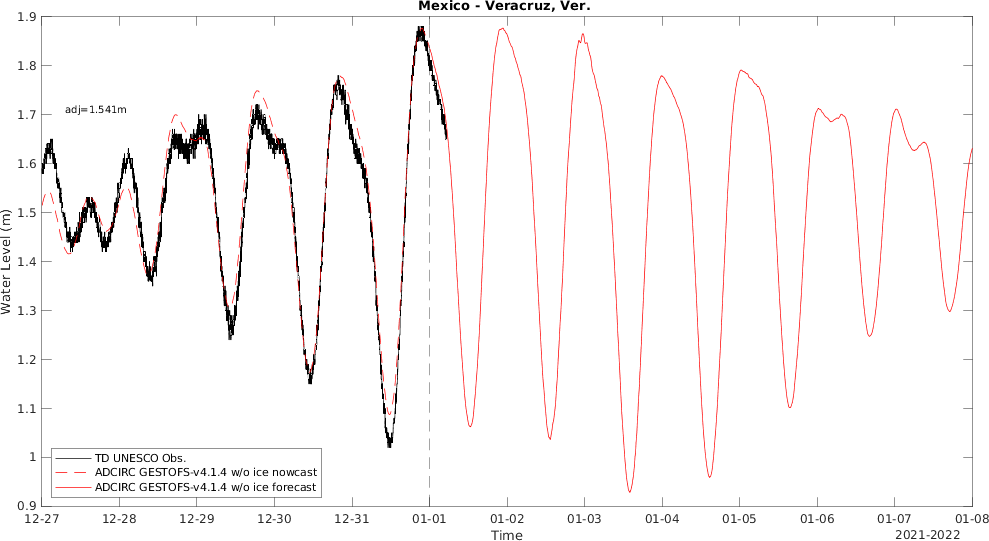 Mexico - Veracruz, Ver.
1.9
1.8
1.7
1.6
1.5
1.4
1.3
1.2
1.1
1
0.9
Water Level (m)
adj=1.541m
TD UNESCO Obs.
ADCIRC GESTOFS-v4.1.4 w/o ice nowcast
ADCIRC GESTOFS-v4.1.4 w/o ice forecast
12-27 12-28 12-29 12-30 12-31 01-01 01-02 01-03 01-04 01-05 01-06 01-07 01-08
Time
2021-2022